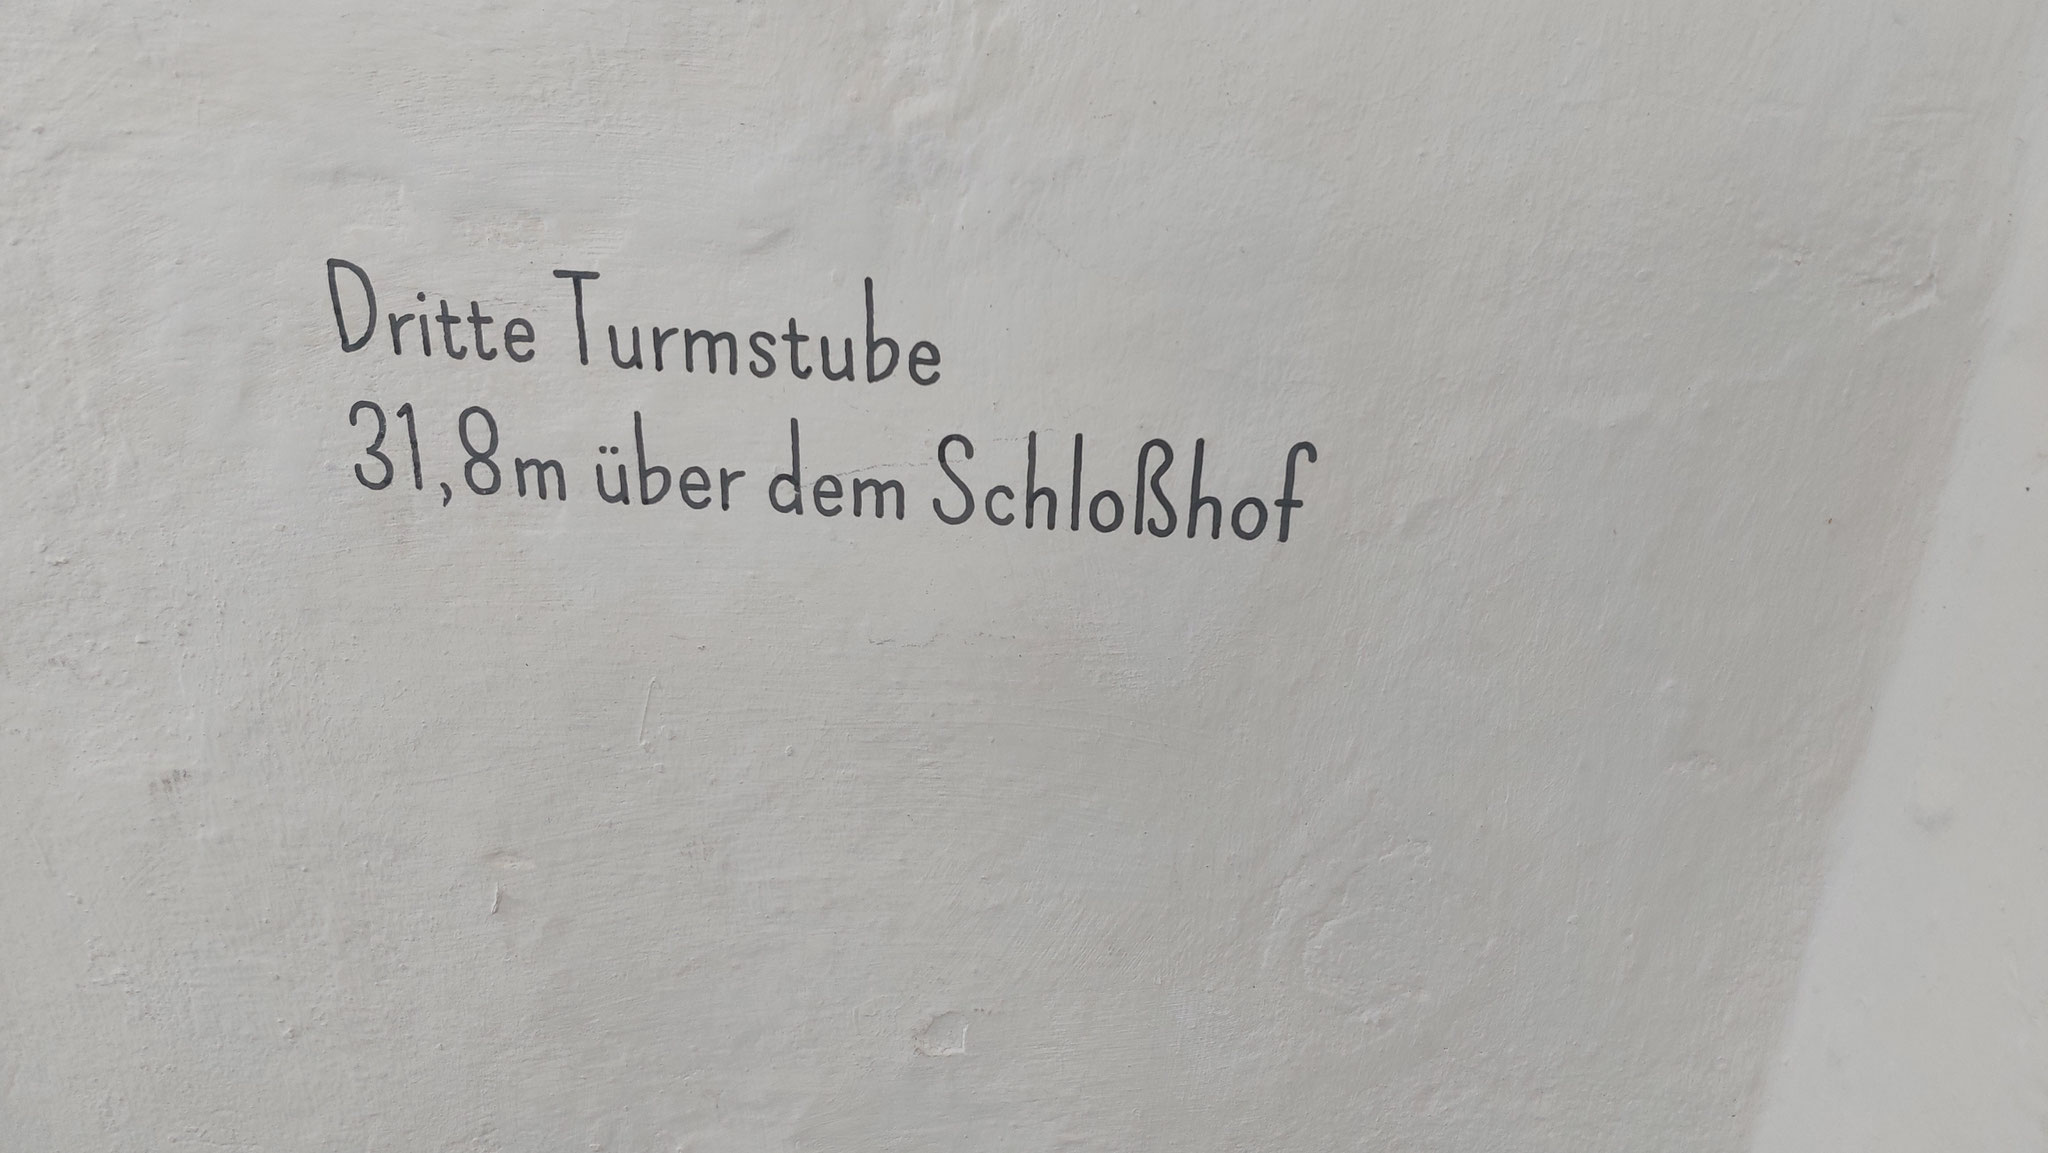 Dritte Turmstube
31,8m über dem Schloßhof